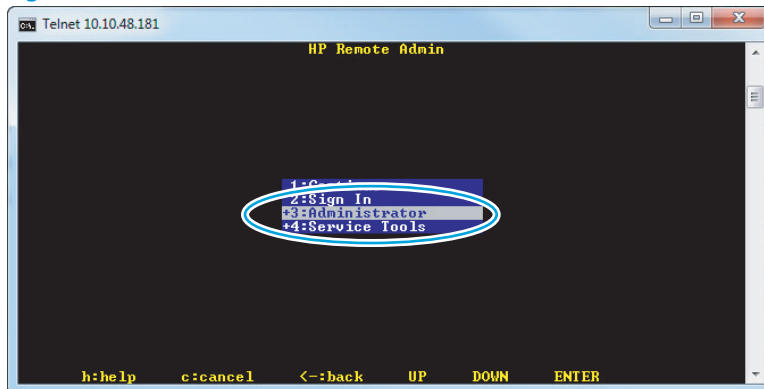 Telnet 10.10.48.181
HP Remote Admin
2:Sign In
+3:Administrator
+4:Service Tools
h:help c:cancel <-:back UP DOWN ENTER